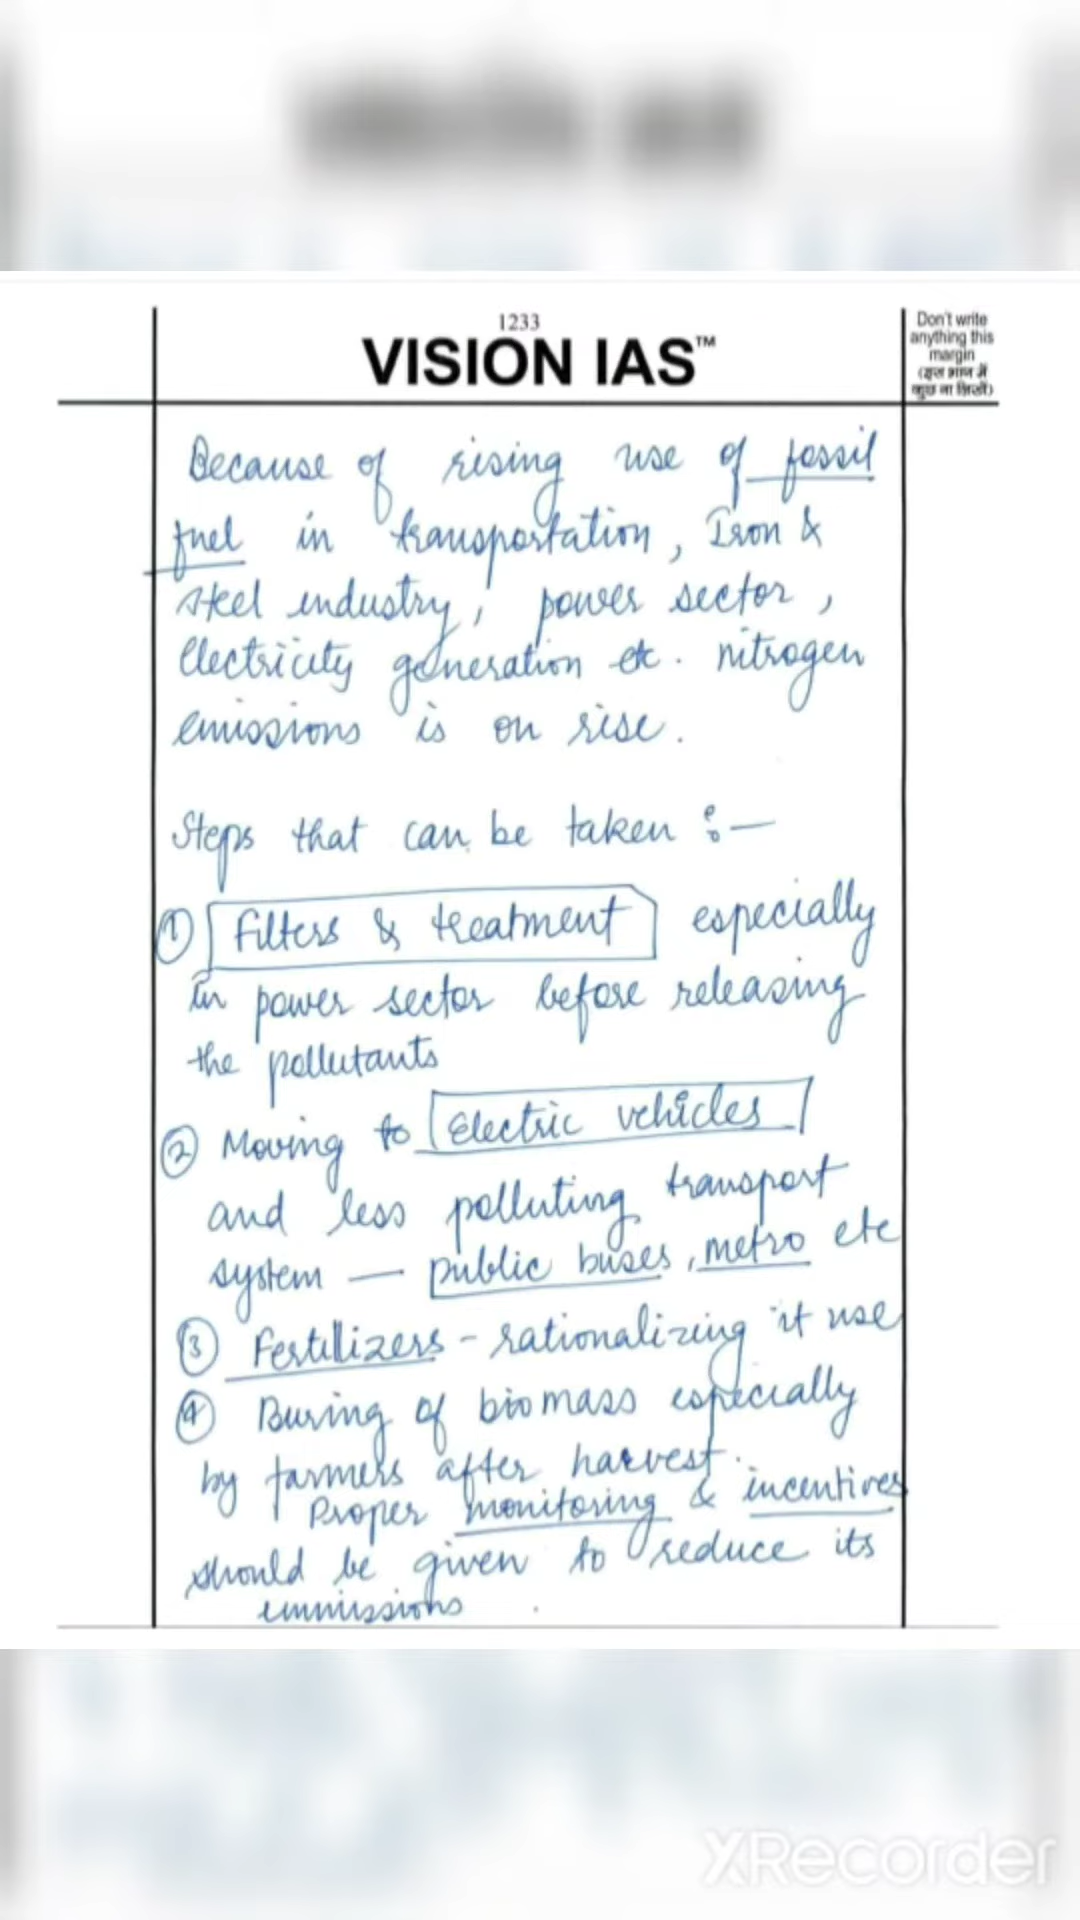 1233
VISION IAS™
Don't write
anything this
margin
(इस भाग में
कुछ ना लिखें)
Because of rising use of fossil
fuel in transportation, Iron &
steel industry, power sector,
Electricity generation etc. nitrogen
emissions is on rise.
Steps that can be taken :—
① Filters & treatment especially
in power sector before releasing
the pollutants
② Moving to Electric vehicles
and less polluting transport
system — public buses, metro etc
③ Fertilizers - rationalizing it use
④ Buring of biomass especially
by farmers after harvest.
Proper monitoring & incentives
should be given to reduce its
emmissions.
XRecorder